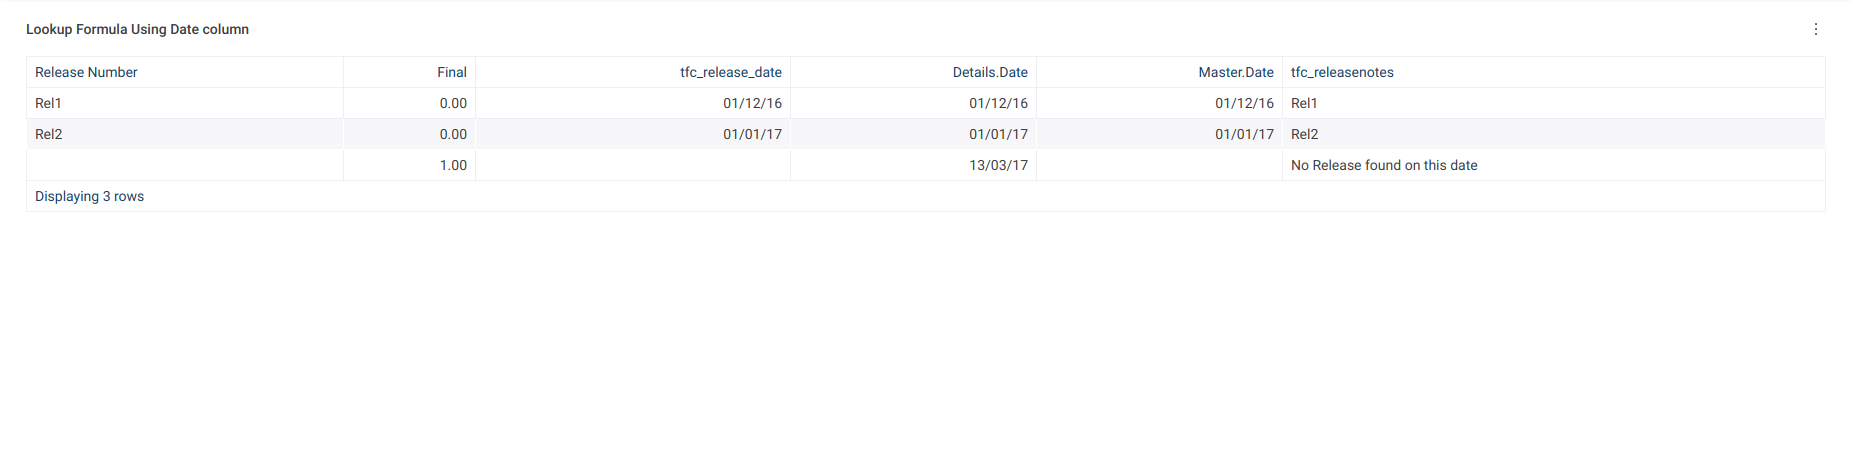 Lookup Formula Using Date column
Release Number Final tfc_release_date Details.Date Master.Date tfc_releasenotes
Rel1 0.00 01/12/16 01/12/16 01/12/16 Rel1
Rel2 0.00 01/01/17 01/01/17 01/01/17 Rel2
1.00 13/03/17 No Release found on this date
Displaying 3 rows